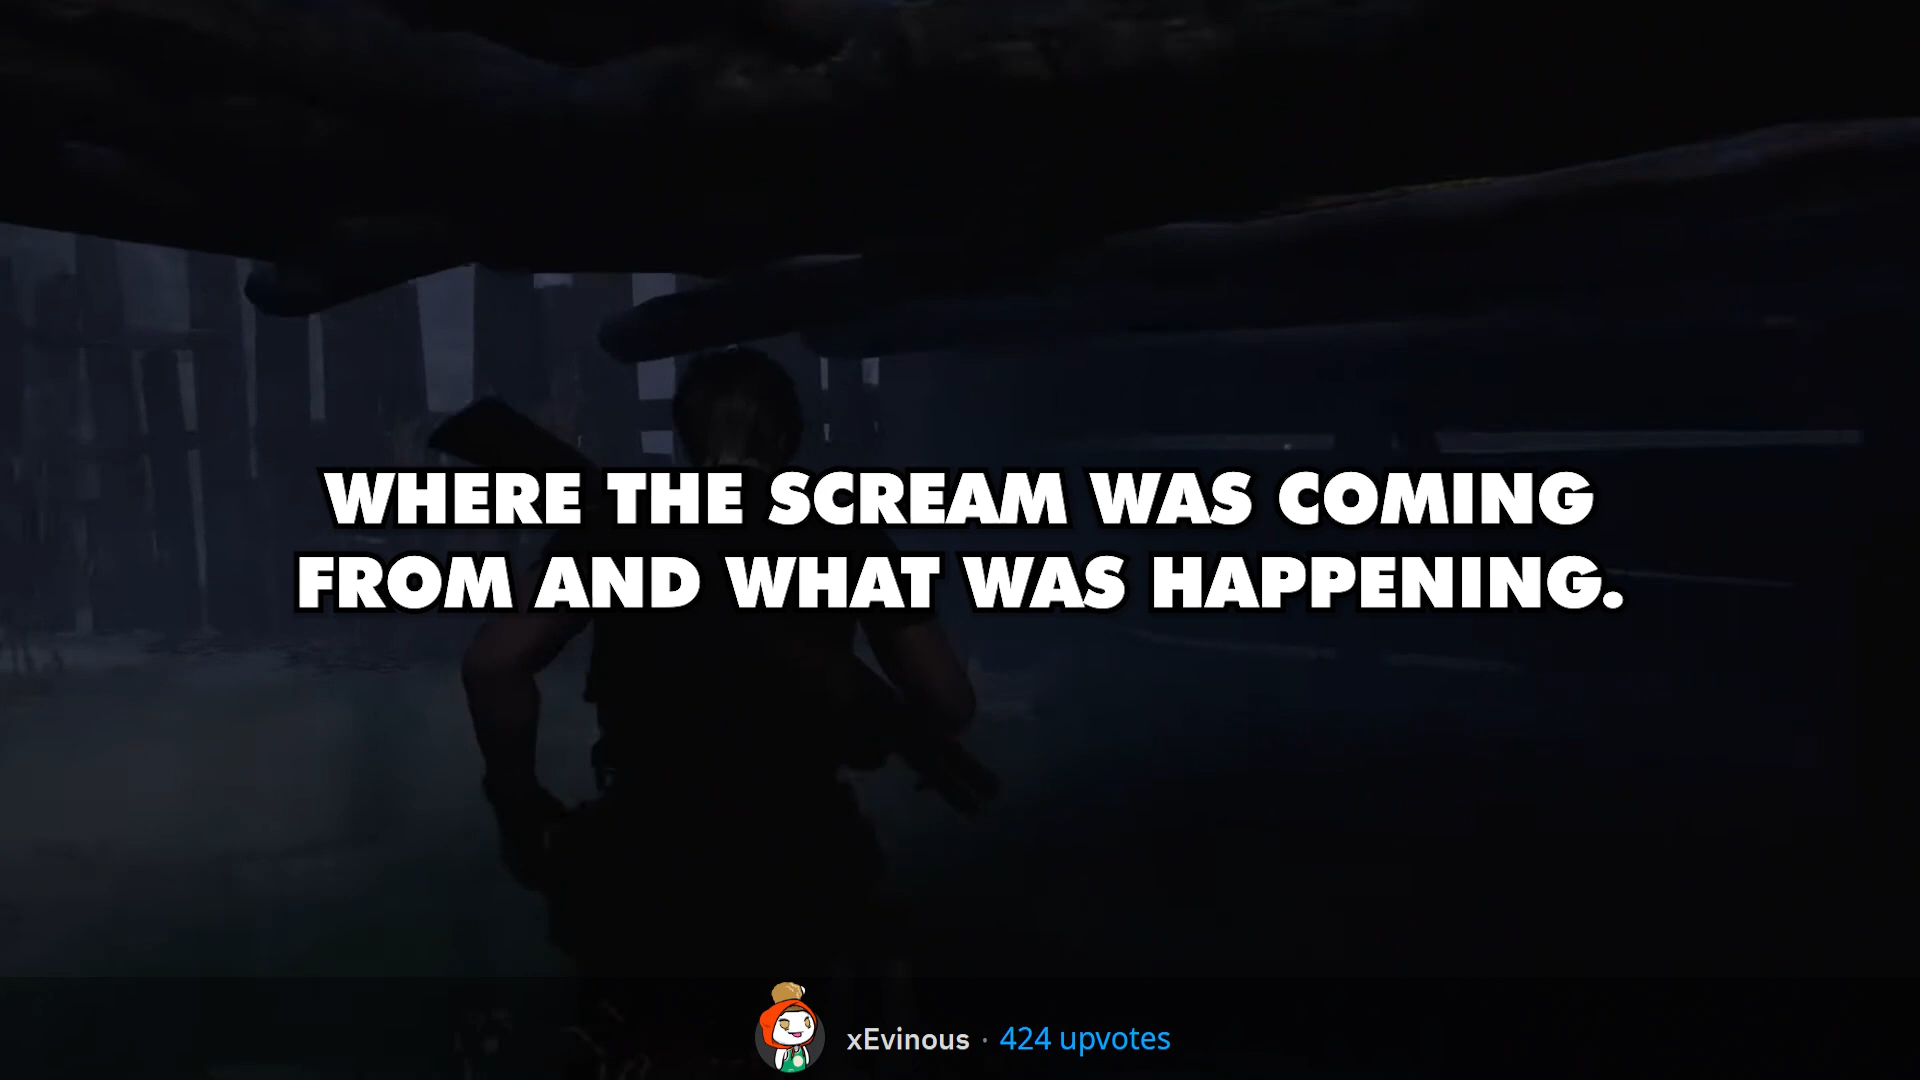 WHERE THE SCREAM WAS COMING
FROM AND WHAT WAS HAPPENING.
xEvinous · 424 upvotes